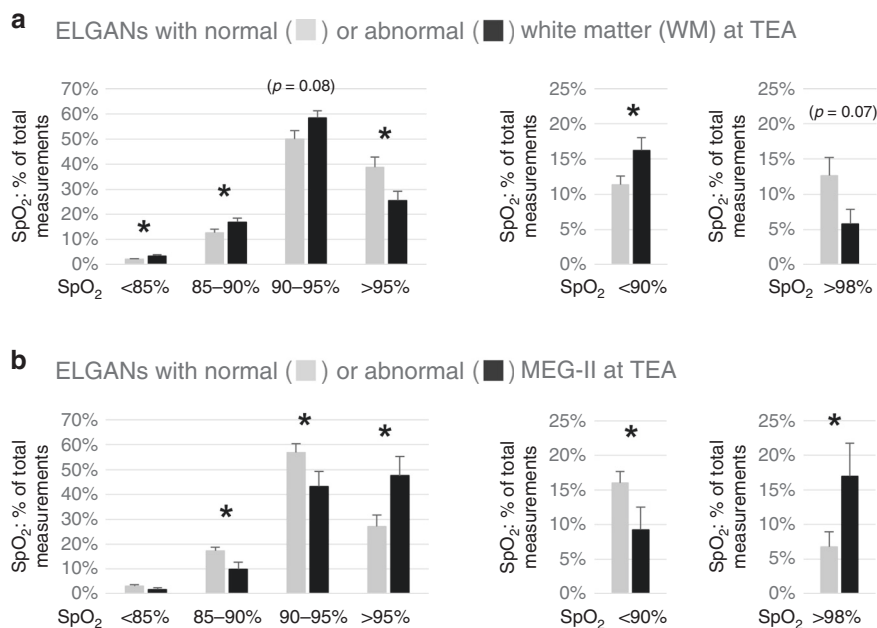 a
ELGANs with normal ( ) or abnormal ( ) white matter (WM) at TEA
SpO2: % of total
measurements
70%
60%
50%
40%
30%
20%
10%
0%
(p = 0.08)
*
*
*
SpO2 <85% 85–90% 90–95% >95%
SpO2: % of total
measurements
25%
20%
15%
10%
5%
0%
*
SpO2 <90%
SpO2: % of total
measurements
25%
20%
15%
10%
5%
0%
(p = 0.07)
SpO2 >98%
b
ELGANs with normal ( ) or abnormal ( ) MEG-II at TEA
SpO2: % of total
measurements
70%
60%
50%
40%
30%
20%
10%
0%
*
*
*
SpO2 <85% 85–90% 90–95% >95%
SpO2: % of total
measurements
25%
20%
15%
10%
5%
0%
*
SpO2 <90%
SpO2: % of total
measurements
25%
20%
15%
10%
5%
0%
*
SpO2 >98%